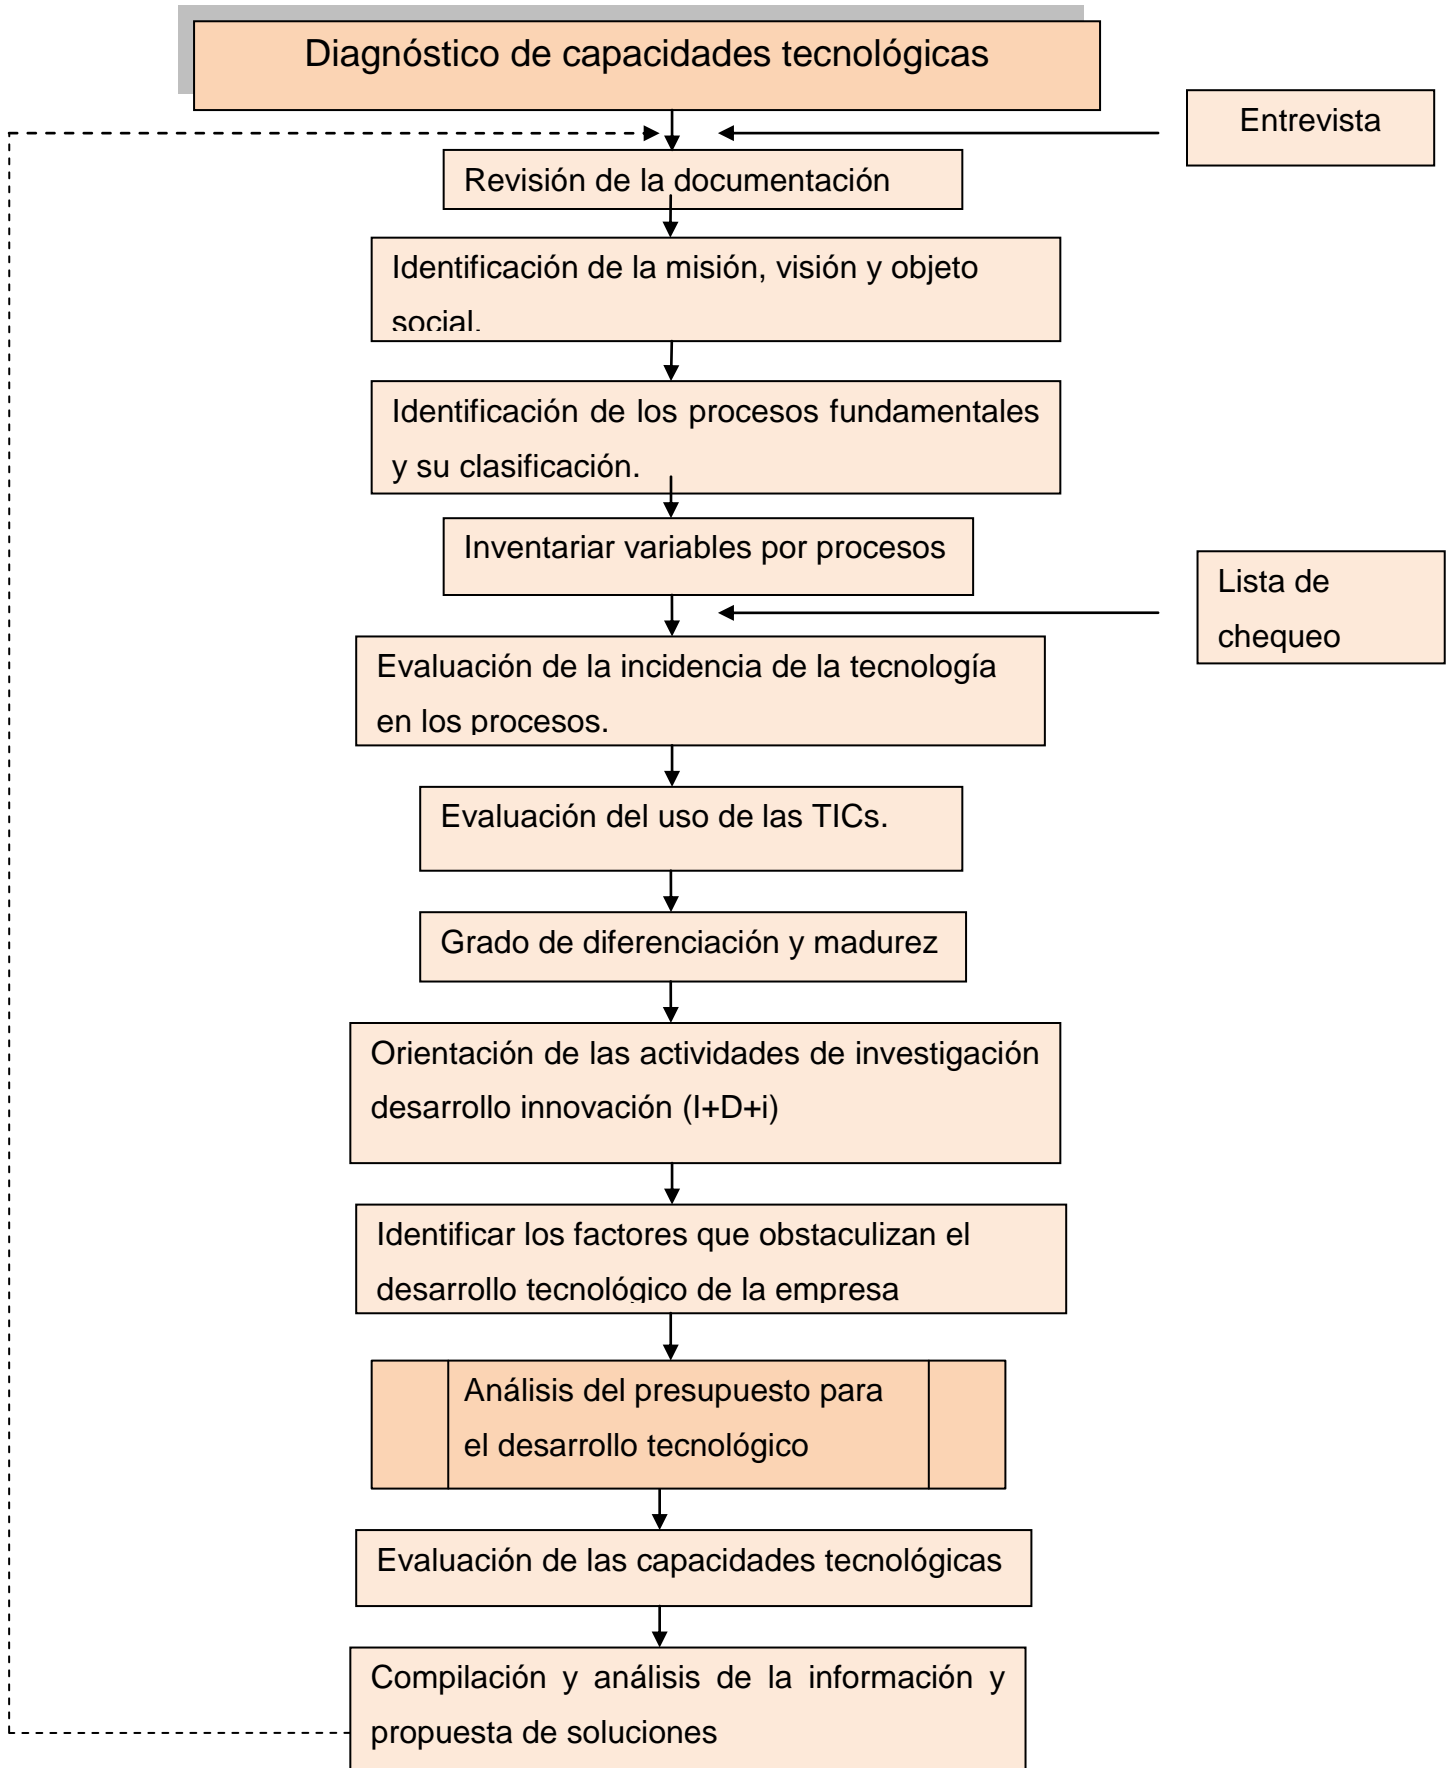 Diagnóstico de capacidades tecnológicas
Entrevista
Revisión de la documentación
Identificación de la misión, visión y objeto
social.
Identificación de los procesos fundamentales
y su clasificación.
Inventariar variables por procesos
Lista de
chequeo
Evaluación de la incidencia de la tecnología
en los procesos.
Evaluación del uso de las TICs.
Grado de diferenciación y madurez
Orientación de las actividades de investigación
desarrollo innovación (I+D+i)
Identificar los factores que obstaculizan el
desarrollo tecnológico de la empresa
Análisis del presupuesto para
el desarrollo tecnológico
Evaluación de las capacidades tecnológicas
Compilación y análisis de la información y
propuesta de soluciones